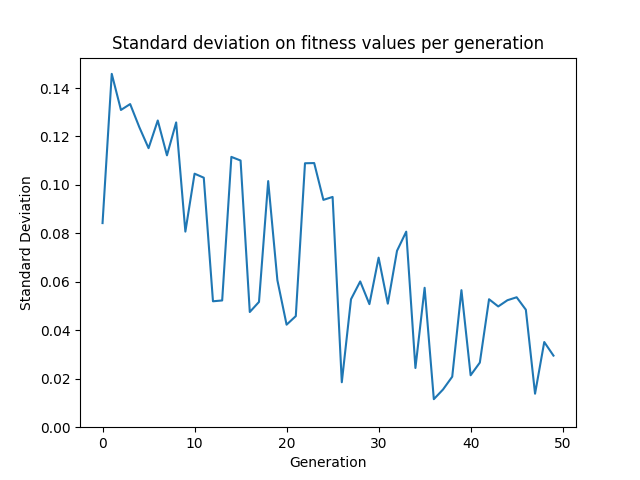 Standard deviation on fitness values per generation
0.14
0.12
0.10
0.08
0.06
0.04
0.02
0.00
Standard Deviation
0 10 20 30 40 50
Generation